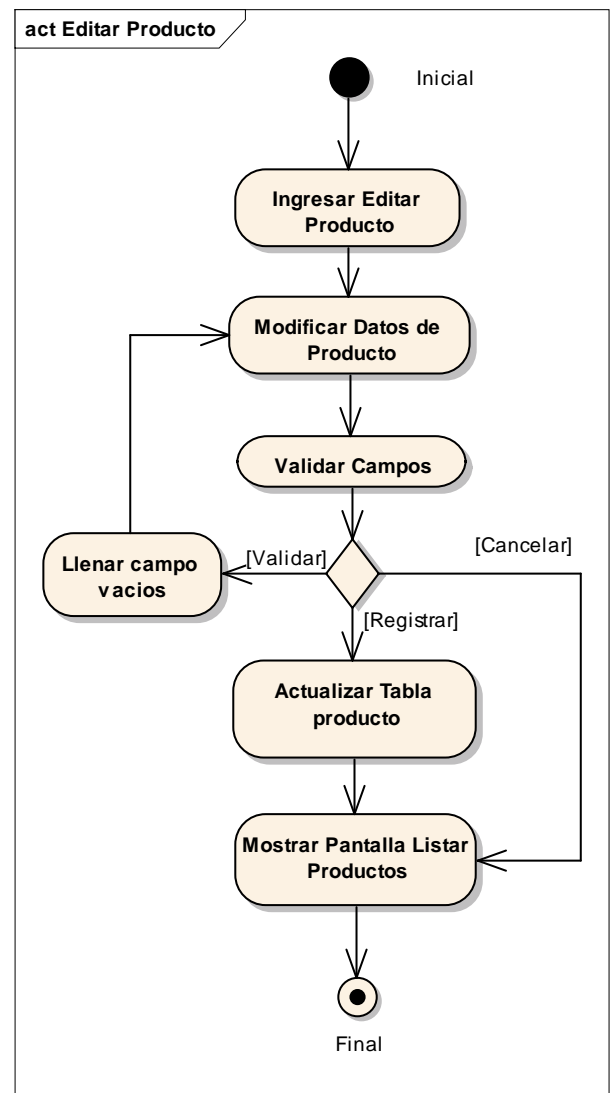 act Editar Producto
Inicial
Ingresar Editar
Producto
Modificar Datos de
Producto
Validar Campos
[Cancelar]
[Validar]
Llenar campo
vacios
[Registrar]
Actualizar Tabla
producto
Mostrar Pantalla Listar
Productos
Final